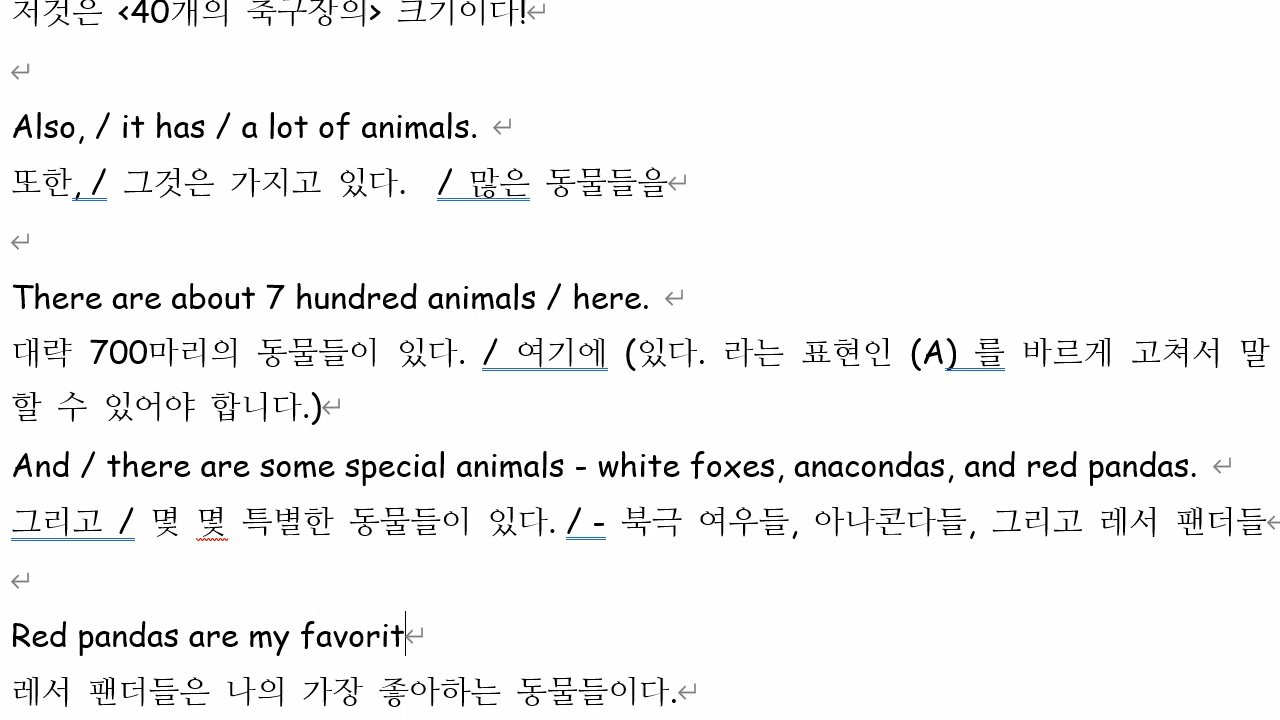 저것은 <40개의 축구장의> 크기이다!
Also, / it has / a lot of animals.
또한, / 그것은 가지고 있다. / 많은 동물들을
There are about 7 hundred animals / here.
대략 700마리의 동물들이 있다. / 여기에 (있다. 라는 표현인 (A) 를 바르게 고쳐서 말
할 수 있어야 합니다.)
And / there are some special animals - white foxes, anacondas, and red pandas.
그리고 / 몇 몇 특별한 동물들이 있다. / - 북극 여우들, 아나콘다들, 그리고 레서 팬더들
Red pandas are my favorit
레서 팬더들은 나의 가장 좋아하는 동물들이다.